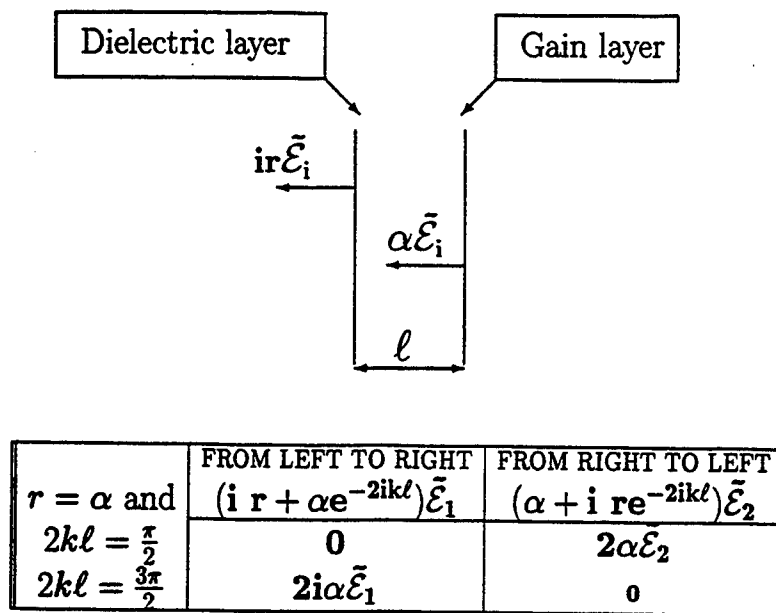 Dielectric layer
Gain layer
ir𝓔̃ᵢ
α𝓔̃ᵢ
ℓ
FROM LEFT TO RIGHT FROM RIGHT TO LEFT
r = α and (i r + αe^{-2ikℓ})𝓔̃₁ (α + i re^{-2ikℓ})𝓔̃₂
2kℓ = π/2 0 2α𝓔̃₂
2kℓ = 3π/2 2iα𝓔̃₁ 0